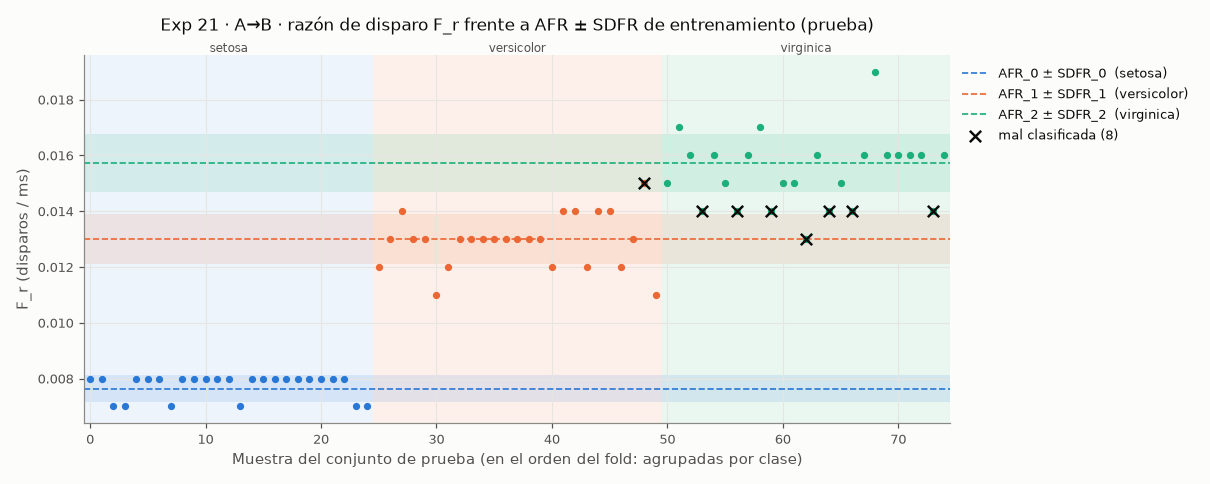 Exp 21 · A→B · razón de disparo F_r frente a AFR ± SDFR de entrenamiento (prueba)
setosa
versicolor
virginica
AFR_0 ± SDFR_0 (setosa)
AFR_1 ± SDFR_1 (versicolor)
AFR_2 ± SDFR_2 (virginica)
mal clasificada (8)
F_r (disparos / ms)
0.018
0.016
0.014
0.012
0.010
0.008
0
10
20
30
40
50
60
70
Muestra del conjunto de prueba (en el orden del fold: agrupadas por clase)